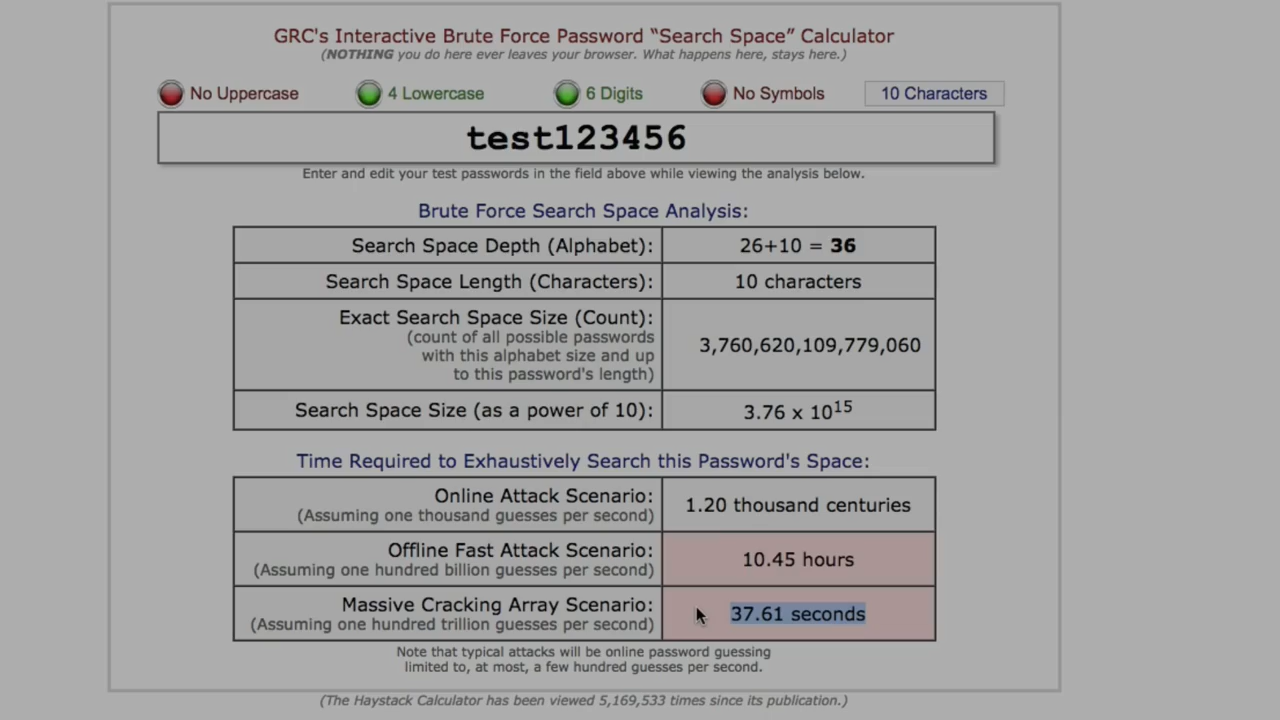 GRC's Interactive Brute Force Password “Search Space” Calculator
(NOTHING you do here ever leaves your browser. What happens here, stays here.)
No Uppercase 4 Lowercase 6 Digits No Symbols 10 Characters
test123456
Enter and edit your test passwords in the field above while viewing the analysis below.
Brute Force Search Space Analysis:
Search Space Depth (Alphabet): 26+10 = 36
Search Space Length (Characters): 10 characters
Exact Search Space Size (Count):
(count of all possible passwords
with this alphabet size and up
to this password's length)
3,760,620,109,779,060
Search Space Size (as a power of 10): 3.76 x 10^15
Time Required to Exhaustively Search this Password's Space:
Online Attack Scenario:
(Assuming one thousand guesses per second)
1.20 thousand centuries
Offline Fast Attack Scenario:
(Assuming one hundred billion guesses per second)
10.45 hours
Massive Cracking Array Scenario:
(Assuming one hundred trillion guesses per second)
37.61 seconds
Note that typical attacks will be online password guessing
limited to, at most, a few hundred guesses per second.
(The Haystack Calculator has been viewed 5,169,533 times since its publication.)